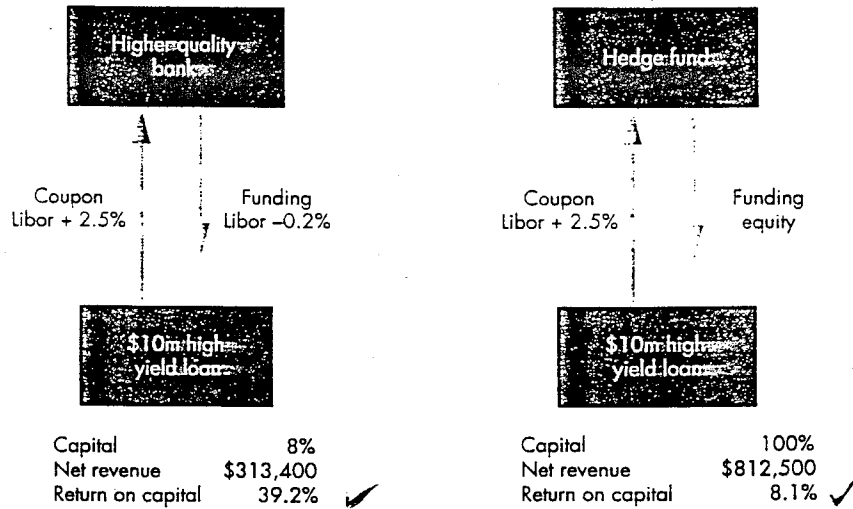 Higher quality
banks
Coupon
Libor + 2.5%
Funding
Libor –0.2%
$10m high-
yield loan
Capital 8%
Net revenue $313,400
Return on capital 39.2%
Hedge fund
Coupon
Libor + 2.5%
Funding
equity
$10m high-
yield loan
Capital 100%
Net revenue $812,500
Return on capital 8.1%